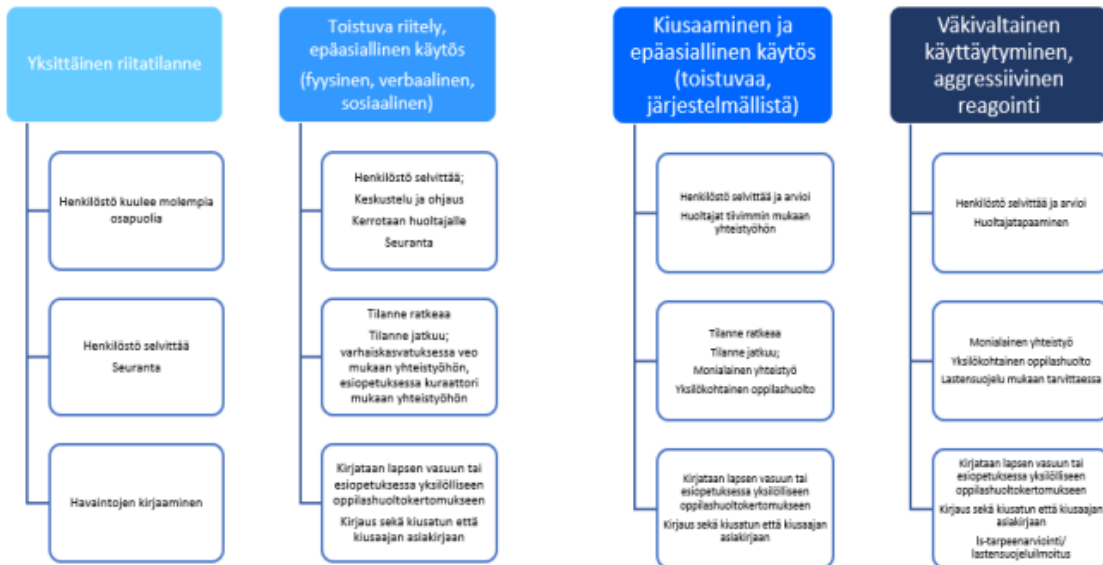 Yksittäinen riitatilanne
Henkilöstö kuulee molempia
osapuolia
Henkilöstö selvittää
Seuranta
Havaintojen kirjaaminen
Toistuva riitely,
epäasiallinen käytös
(fyysinen, verbaalinen,
sosiaalinen)
Henkilöstö selvittää;
Keskustelu ja ohjaus
Kerrotaan huoltajalle
Seuranta
Tilanne ratkeaa
Tilanne jatkuu;
varhaiskasvatuksessa veo
mukaan yhteistyöhön,
esiopetuksessa kuraattori
mukaan yhteistyöhön
Kirjataan lapsen vasuun tai
esiopetuksessa yksilölliseen
oppilashuoltokertomukseen
Kirjaus sekä kiusatun että
kiusaajan asiakirjaan
Kiusaaminen ja
epäasiallinen käytös
(toistuvaa,
järjestelmällistä)
Henkilöstö selvittää ja arvioi
Huoltajat tiivimmin mukaan
yhteistyöhön
Tilanne ratkeaa
Tilanne jatkuu;
Monialainen yhteistyö
Yksilökohtainen oppilashuolto
Kirjataan lapsen vasuun tai
esiopetuksessa yksilölliseen
oppilashuoltokertomukseen
Kirjaus sekä kiusatun että kiusaajan
asiakirjaan
Väkivaltainen
käyttäytyminen,
aggressiivinen
reagointi
Henkilöstö selvittää ja arvioi
Huoltajatapaaminen
Monialainen yhteistyö
Yksilökohtainen oppilashuolto
Lastensuojelu mukaan tarvittaessa
Kirjataan lapsen vasuun tai
esiopetuksessa yksilölliseen
oppilashuoltokertomukseen
Kirjaus sekä kiusatun että kiusaajan
asiakirjaan
ls-tarpeenarviointi/
lastensuojeluilmoitus